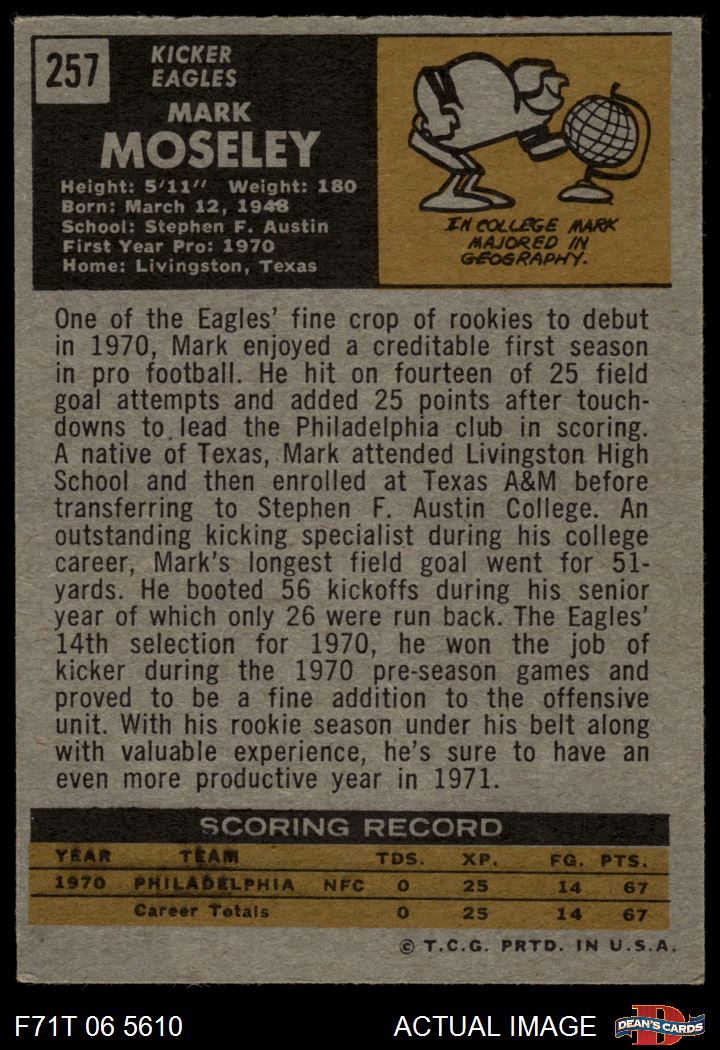 257
KICKER
EAGLES
MARK
MOSELEY
Height: 5'11" Weight: 180
Born: March 12, 1948
School: Stephen F. Austin
First Year Pro: 1970
Home: Livingston, Texas
IN COLLEGE MARK
MAJORED IN
GEOGRAPHY.
One of the Eagles' fine crop of rookies to debut
in 1970, Mark enjoyed a creditable first season
in pro football. He hit on fourteen of 25 field
goal attempts and added 25 points after touch-
downs to lead the Philadelphia club in scoring.
A native of Texas, Mark attended Livingston High
School and then enrolled at Texas A&M before
transferring to Stephen F. Austin College. An
outstanding kicking specialist during his college
career, Mark's longest field goal went for 51-
yards. He booted 56 kickoffs during his senior
year of which only 26 were run back. The Eagles'
14th selection for 1970, he won the job of
kicker during the 1970 pre-season games and
proved to be a fine addition to the offensive
unit. With his rookie season under his belt along
with valuable experience, he's sure to have an
even more productive year in 1971.
SCORING RECORD
YEAR TEAM TDS. XP. FG. PTS.
1970 PHILADELPHIA NFC 0 25 14 67
Career Totals 0 25 14 67
© T.C.G. PRTD. IN U.S.A.
F71T 06 5610 ACTUAL IMAGE D DEAN'S CARDS